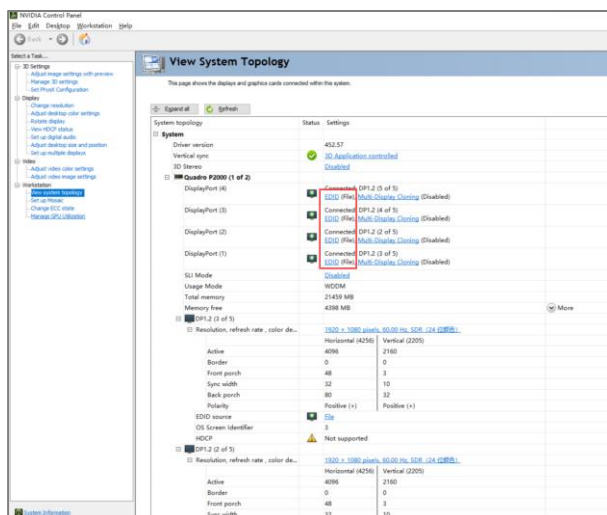 NVIDIA Control Panel
File Edit Desktop Workstation Help
Back
Select a Task...
3D Settings
Adjust image settings with preview
Manage 3D settings
Set PhysX Configuration
Display
Change resolution
Adjust desktop color settings
Rotate display
View HDCP status
Set up digital audio
Adjust desktop size and position
Set up multiple displays
Video
Adjust video color settings
Adjust video image settings
Workstation
View system topology
Set up Mosaic
Change ECC state
Manage GPU Utilization
System Information
View System Topology
This page shows the displays and graphics cards connected within the system.
Expand all Refresh
System topology Status Settings
System
Driver version 452.57
Vertical sync 3D Application controlled
3D Stereo Disabled
Quadro P2000 (1 of 2)
DisplayPort (4) Connected, DP1.2 (5 of 5)
EDID (File), Multi-Display Cloning (Disabled)
DisplayPort (3) Connected, DP1.2 (4 of 5)
EDID (File), Multi-Display Cloning (Disabled)
DisplayPort (2) Connected, DP1.2 (2 of 5)
EDID (File), Multi-Display Cloning (Disabled)
DisplayPort (1) Connected, DP1.2 (3 of 5)
EDID (File), Multi-Display Cloning (Disabled)
SLI Mode Disabled
Usage Mode WDDM
Total memory 21459 MB
Memory free 4398 MB More
DP1.2 (3 of 5)
Resolution, refresh rate , color de... 1920 × 1080 pixels, 60.00 Hz, SDR (24 位颜色)
Horizontal (4256) Vertical (2205)
Active 4096 2160
Border 0 0
Front porch 48 3
Sync width 32 10
Back porch 80 32
Polarity Positive (+) Positive (+)
EDID source File
OS Screen Identifier 3
HDCP Not supported
DP1.2 (2 of 5)
Resolution, refresh rate , color de... 1920 × 1080 pixels, 60.00 Hz, SDR (24 位颜色)
Horizontal (4256) Vertical (2205)
Active 4096 2160
Border 0 0
Front porch 48 3
Sync width 32 10